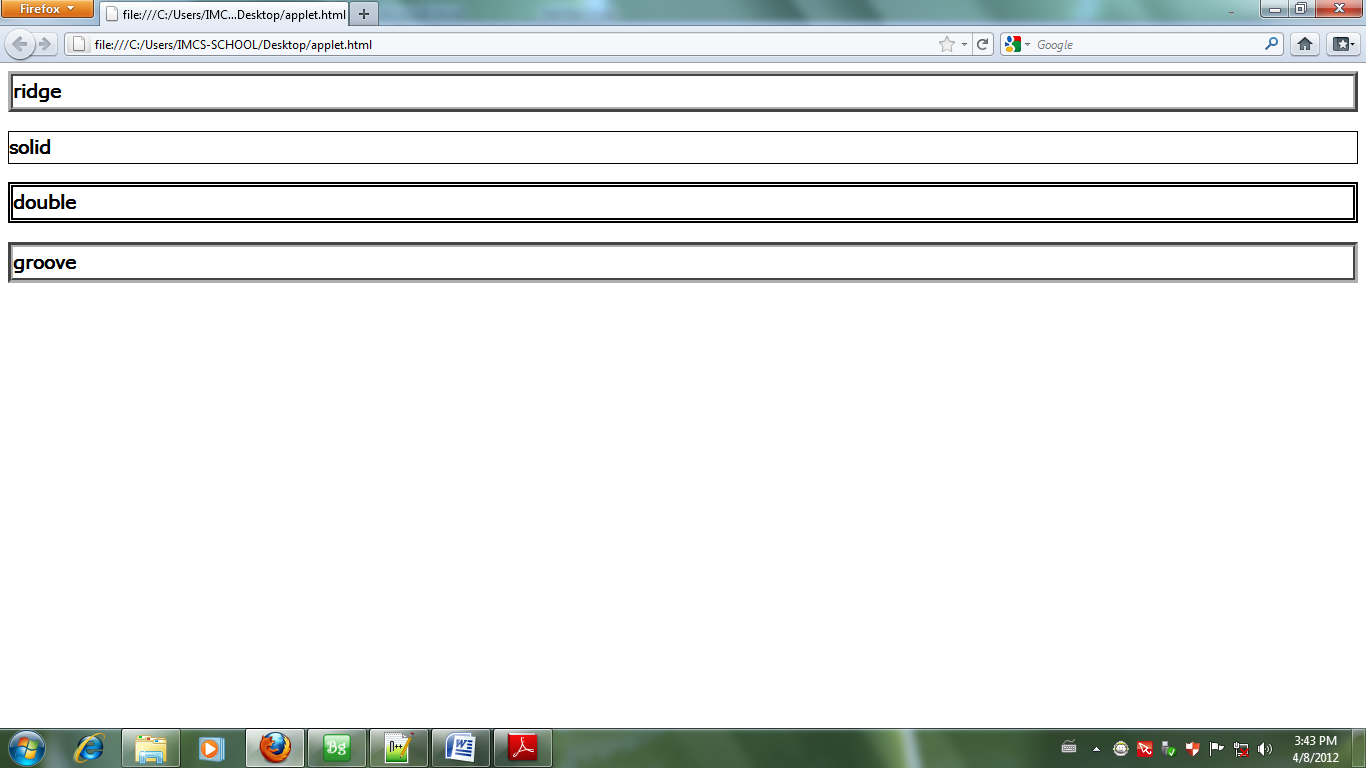 Firefox
file:///C:/Users/IMC...Desktop/applet.html
file:///C:/Users/IMCS-SCHOOL/Desktop/applet.html
Google
ridge
solid
double
groove
Bg
3:43 PM
4/8/2012